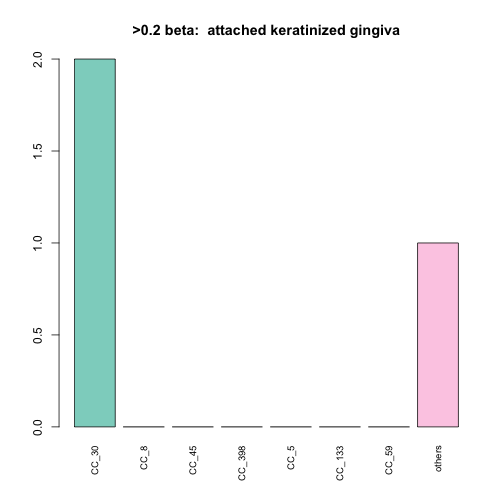 >0.2 beta:  attached keratinized gingiva
2.0
1.5
1.0
0.5
0.0
CC_30
CC_8
CC_45
CC_398
CC_5
CC_133
CC_59
others